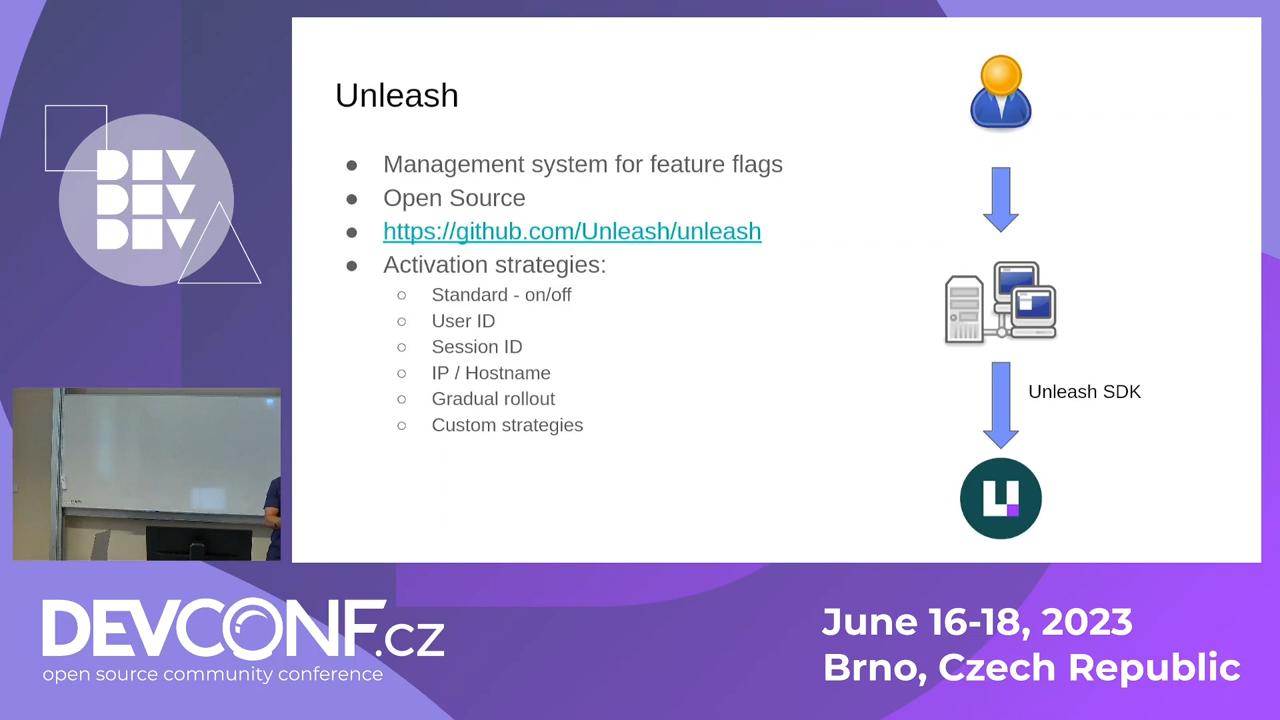 Unleash
Management system for feature flags
Open Source
https://github.com/Unleash/unleash
Activation strategies:
Standard - on/off
User ID
Session ID
IP / Hostname
Gradual rollout
Custom strategies
Unleash SDK
DEV
DEV
DEV
DEVCONF.cz
open source community conference
June 16-18, 2023
Brno, Czech Republic